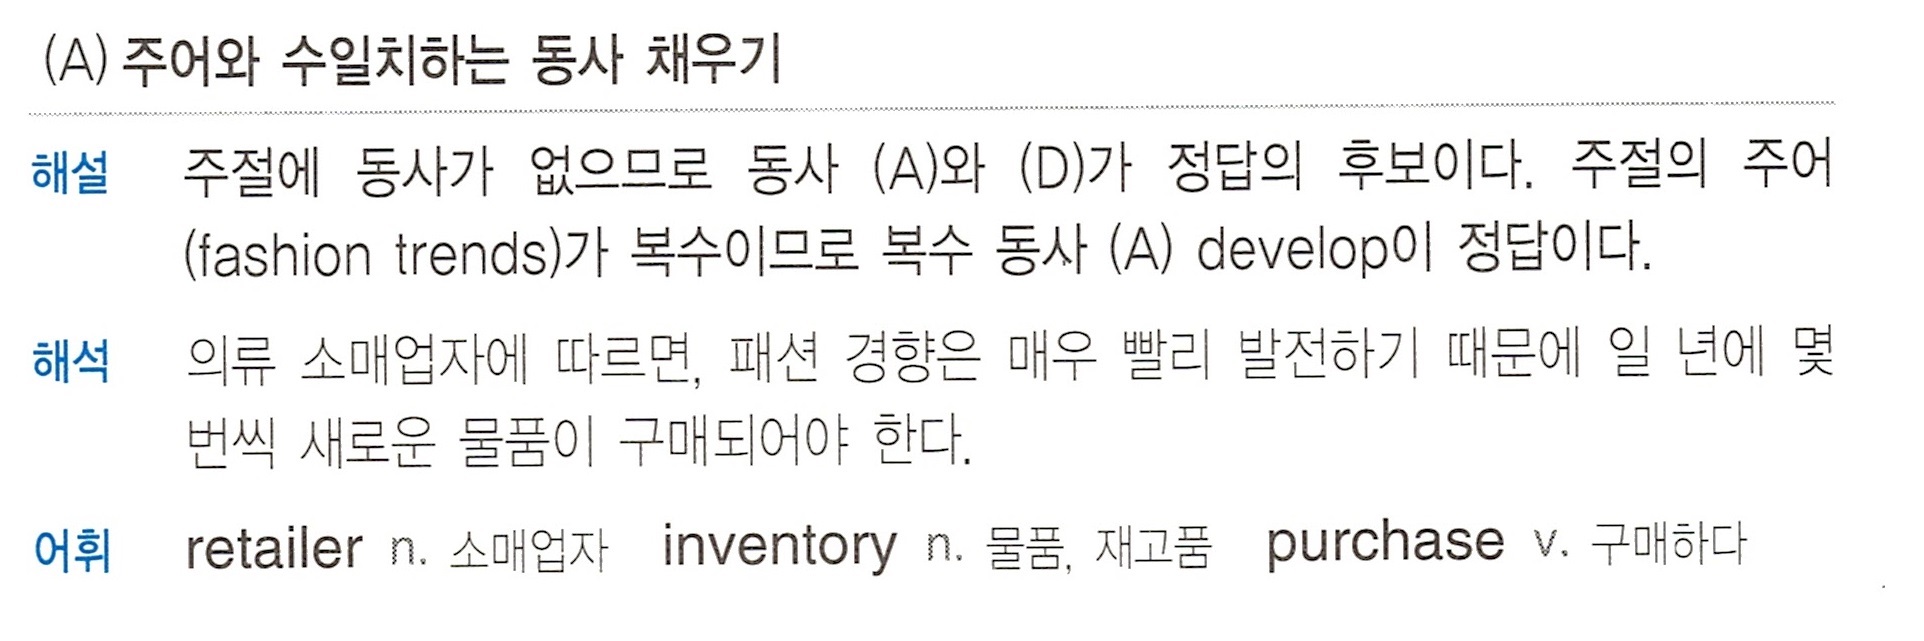 (A) 주어와 수일치하는 동사 채우기
해설 주절에 동사가 없으므로 동사 (A)와 (D)가 정답의 후보이다. 주절의 주어
(fashion trends)가 복수이므로 복수 동사 (A) develop이 정답이다.
해석 의류 소매업자에 따르면, 패션 경향은 매우 빨리 발전하기 때문에 일 년에 몇
번씩 새로운 물품이 구매되어야 한다.
어휘 retailer n. 소매업자 inventory n. 물품, 재고품 purchase v. 구매하다